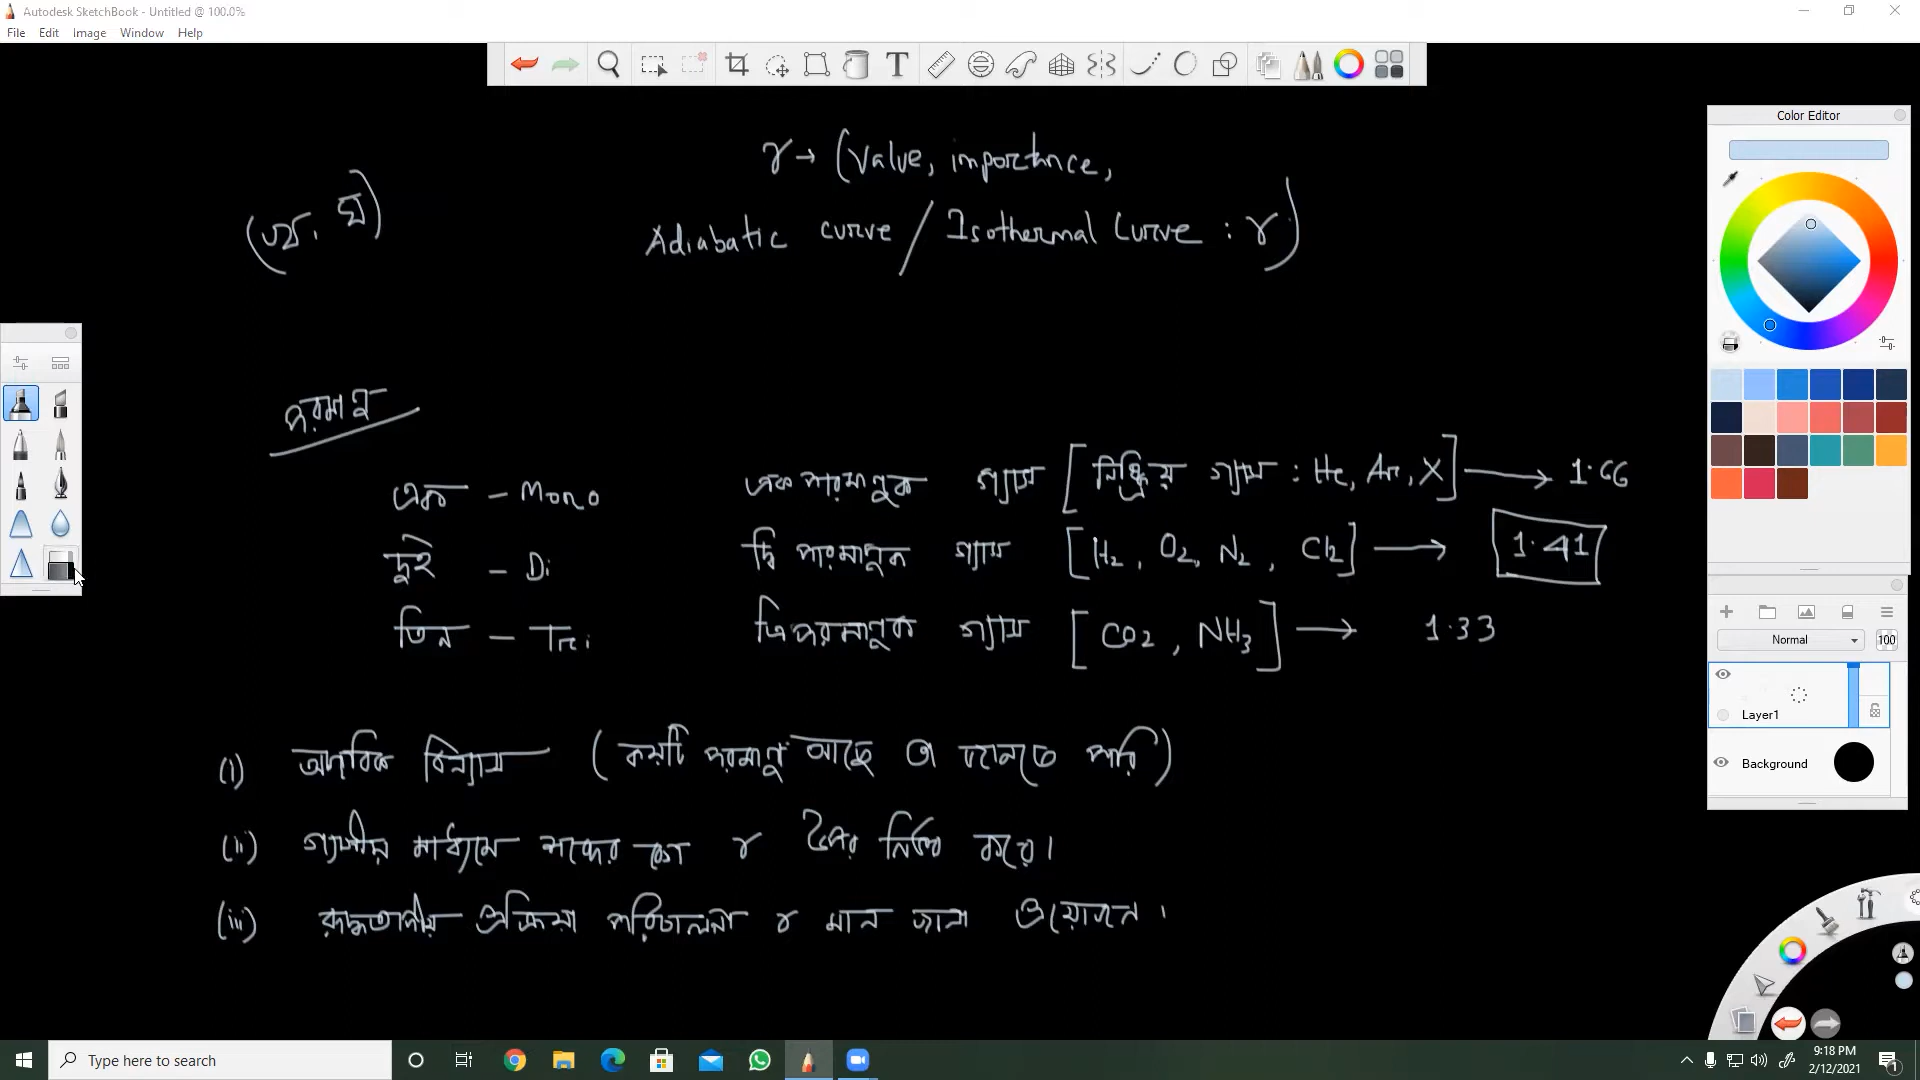 Autodesk SketchBook - Untitled @ 100.0%
File Edit Image Window Help
γ → (Value, importance,
Adiabatic curve / Isothermal Curve : γ)
Color Editor
পরমাণু
এক - Mono
একপারমাণুক গ্যাস [নিষ্ক্রিয় গ্যাস : He, Ar, X] → 1.66
দুই - Di
দ্বি পারমাণুক গ্যাস [H₂, O₂, N₂, Cl₂] → 1.41
তিন - Tri
ত্রিপরমাণুক গ্যাস [CO₂, NH₃] → 1.33
Normal
100
Layer1
Background
(i) আণবিক বিন্যাস (কয়টি পরমাণু আছে তা জানতে পারি)
(ii) গ্যাসীয় মাধ্যমে শব্দের বেগ γ উপর নির্ভর করে।
(iii) রুদ্ধতাপীয় প্রক্রিয়া পরিচালনা γ মান জানা প্রয়োজন।
Type here to search
9:18 PM
2/12/2021
1